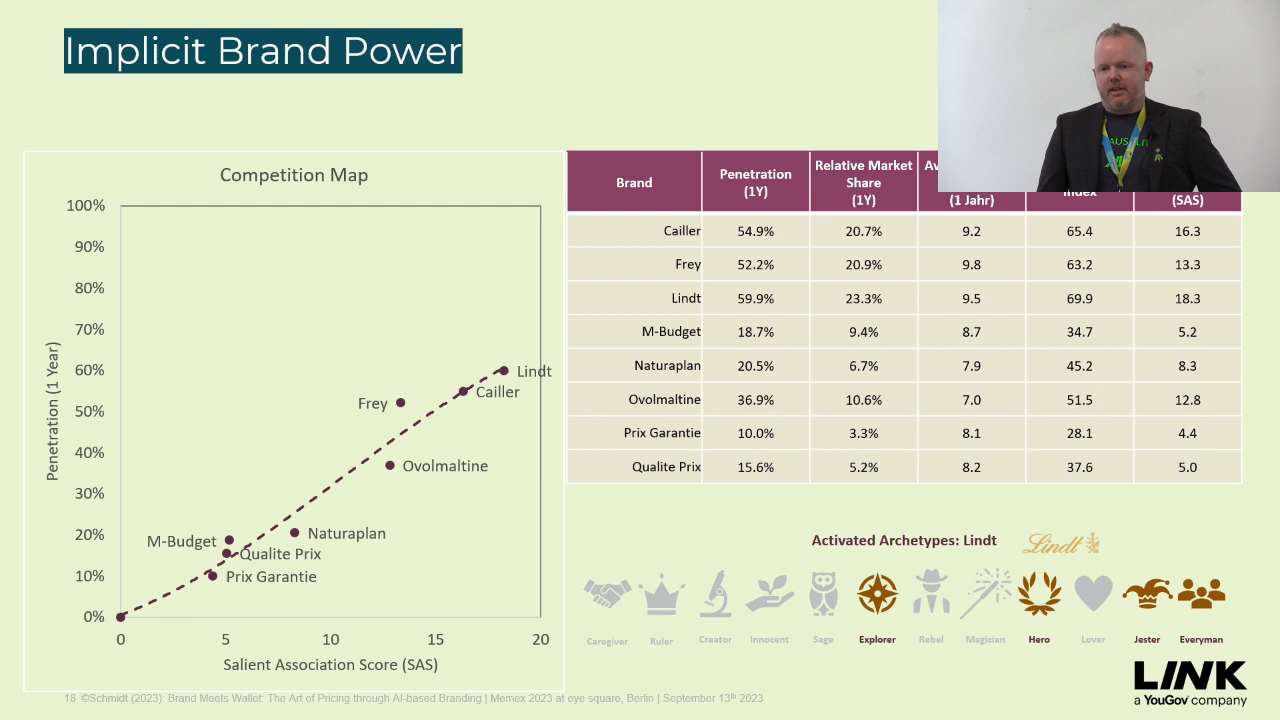 Implicit Brand Power
Competition Map
100%
90%
80%
70%
60%
50%
40%
30%
20%
10%
0%
0 5 10 15 20
Penetration (1 Year)
Salient Association Score (SAS)
Lindt
Cailler
Frey
Ovolmaltine
Naturaplan
M-Budget
Qualite Prix
Prix Garantie
Brand
Penetration
(1Y)
Relative Market
Share
(1Y)
(1 Jahr)
Index
(SAS)
Cailler 54.9% 20.7% 9.2 65.4 16.3
Frey 52.2% 20.9% 9.8 63.2 13.3
Lindt 59.9% 23.3% 9.5 69.9 18.3
M-Budget 18.7% 9.4% 8.7 34.7 5.2
Naturaplan 20.5% 6.7% 7.9 45.2 8.3
Ovolmaltine 36.9% 10.6% 7.0 51.5 12.8
Prix Garantie 10.0% 3.3% 8.1 28.1 4.4
Qualite Prix 15.6% 5.2% 8.2 37.6 5.0
Activated Archetypes: Lindt Lindt
Caregiver Ruler Creator Innocent Sage Explorer Rebel Magician Hero Lover Jester Everyman
LINK
a YouGov company
18 ©Schmidt (2023): Brand Meets Wallet. The Art of Pricing through AI-based Branding | Memex 2023 at eye square, Berlin | September 13th 2023